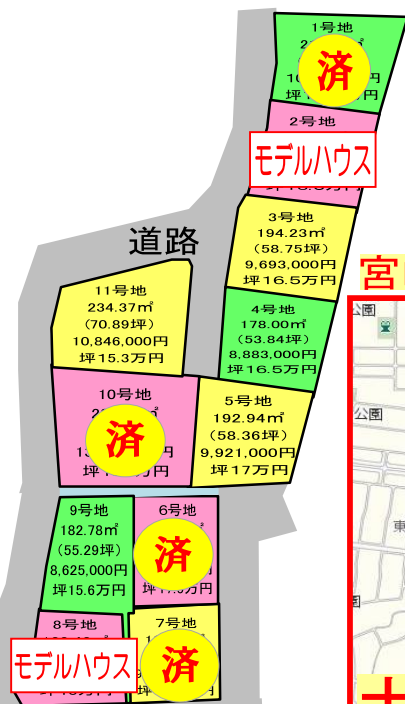 1号地
済
坪
2号地
モデルハウス
3号地
194.23㎡
(58.75坪)
9,693,000円
坪16.5万円
道路
11号地
234.37㎡
(70.89坪)
10,846,000円
坪15.3万円
4号地
178.00㎡
(53.84坪)
8,883,000円
坪16.5万円
10号地
済
5号地
192.94㎡
(58.36坪)
9,921,000円
坪17万円
9号地
182.78㎡
(55.29坪)
8,625,000円
坪15.6万円
6号地
済
8号地
モデルハウス
7号地
済
宮
公園
公園
東